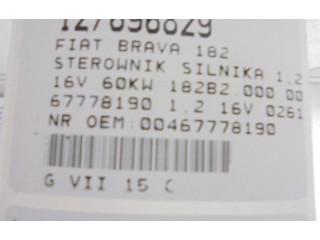 127696829
FIAT BRAVA 182
STEROWNIK SILNIKA 1.2
16V 60KW 182B2.000 00
67778190 1.2 16V 0261
NR OEM:00467778190
G VII 15 C